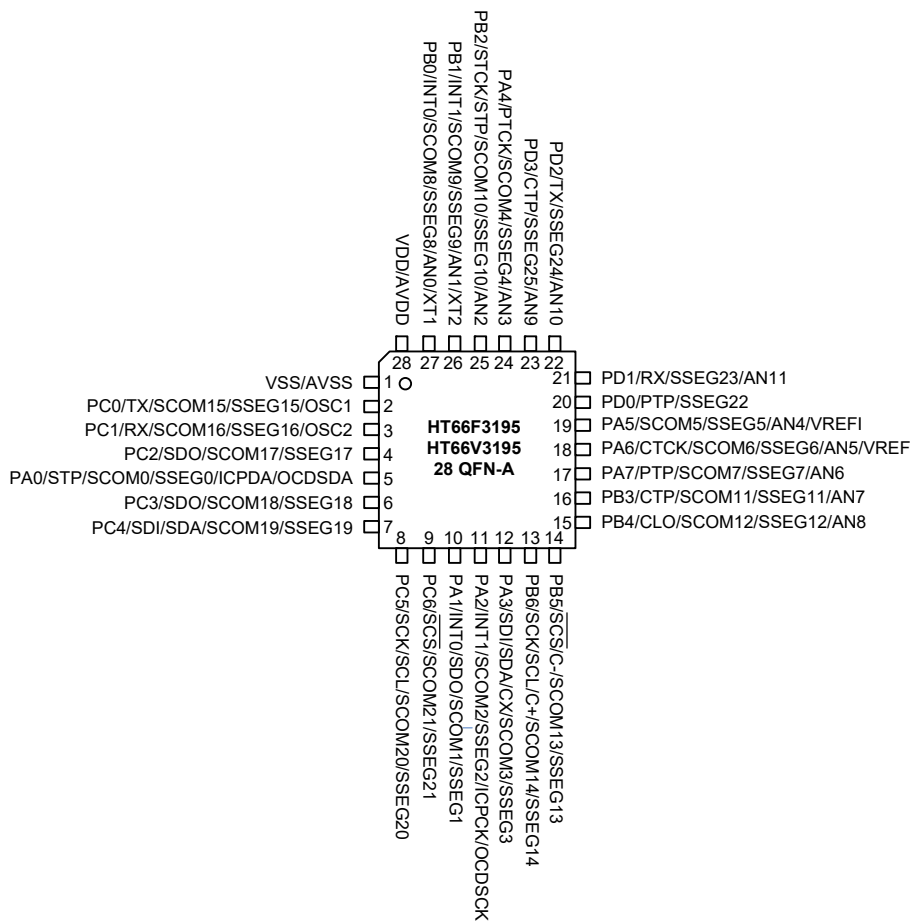 PB0/INT0/SCOM8/SSEG8/AN0/XT1
PB1/INT1/SCOM9/SSEG9/AN1/XT2
PB2/STCK/STP/SCOM10/SSEG10/AN2
PA4/PTCK/SCOM4/SSEG4/AN3
PD3/CTP/SSEG25/AN9
PD2/TX/SSEG24/AN10
VDD/AVDD
28 27 26 25 24 23 22
VSS/AVSS 1
PC0/TX/SCOM15/SSEG15/OSC1 2
PC1/RX/SCOM16/SSEG16/OSC2 3
PC2/SDO/SCOM17/SSEG17 4
PA0/STP/SCOM0/SSEG0/ICPDA/OCDSDA 5
PC3/SDO/SCOM18/SSEG18 6
PC4/SDI/SDA/SCOM19/SSEG19 7
HT66F3195
HT66V3195
28 QFN-A
21 PD1/RX/SSEG23/AN11
20 PD0/PTP/SSEG22
19 PA5/SCOM5/SSEG5/AN4/VREFI
18 PA6/CTCK/SCOM6/SSEG6/AN5/VREF
17 PA7/PTP/SCOM7/SSEG7/AN6
16 PB3/CTP/SCOM11/SSEG11/AN7
15 PB4/CLO/SCOM12/SSEG12/AN8
8 9 10 11 12 13 14
PC5/SCK/SCL/SCOM20/SSEG20
PC6/SCS/SCOM21/SSEG21
PA1/INT0/SDO/SCOM1/SSEG1
PA2/INT1/SCOM2/SSEG2/ICPCK/OCDSCK
PA3/SDI/SDA/CX/SCOM3/SSEG3
PB6/SCK/SCL/C+/SCOM14/SSEG14
PB5/SCS/C-/SCOM13/SSEG13